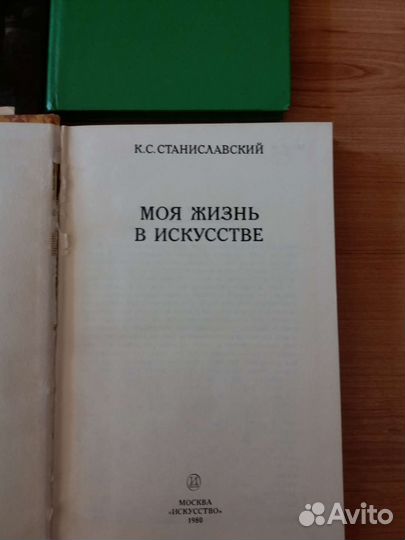 К.С.СТАНИСЛАВСКИЙ
МОЯ ЖИЗНЬ
В ИСКУССТВЕ
И
МОСКВА
«ИСКУССТВО»
1980
Avito